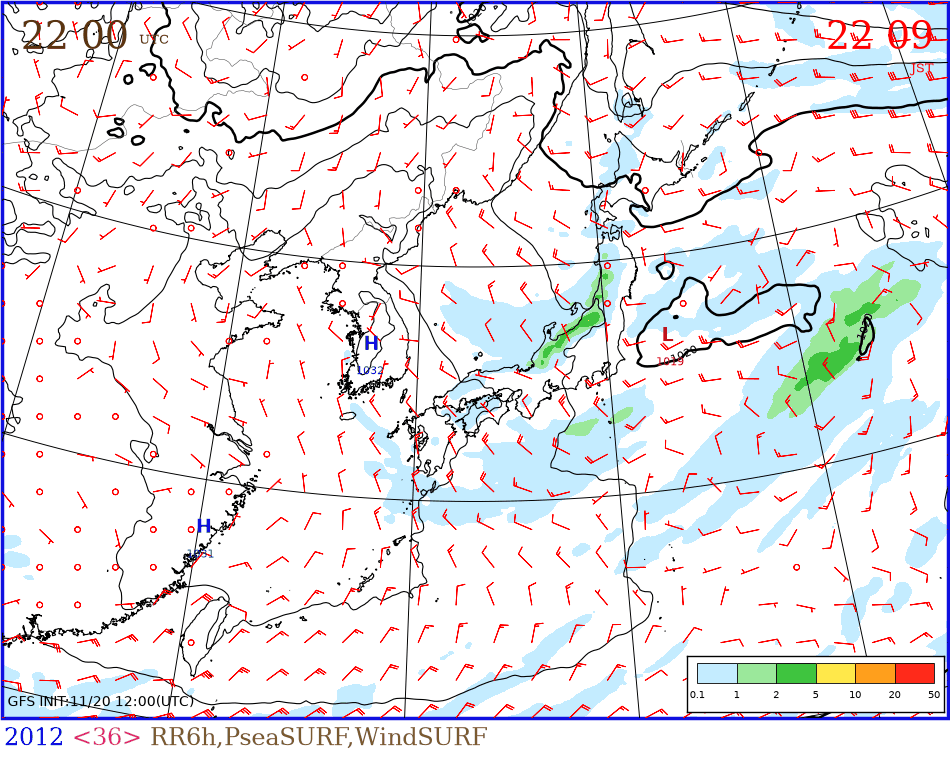 22 00 UTC
22 09
JST
H
1032
L
1020
1019
H
1031
GFS INIT:11/20 12:00(UTC)
0.1 1 2 5 10 20 50
2012 <36> RR6h,PseaSURF,WindSURF